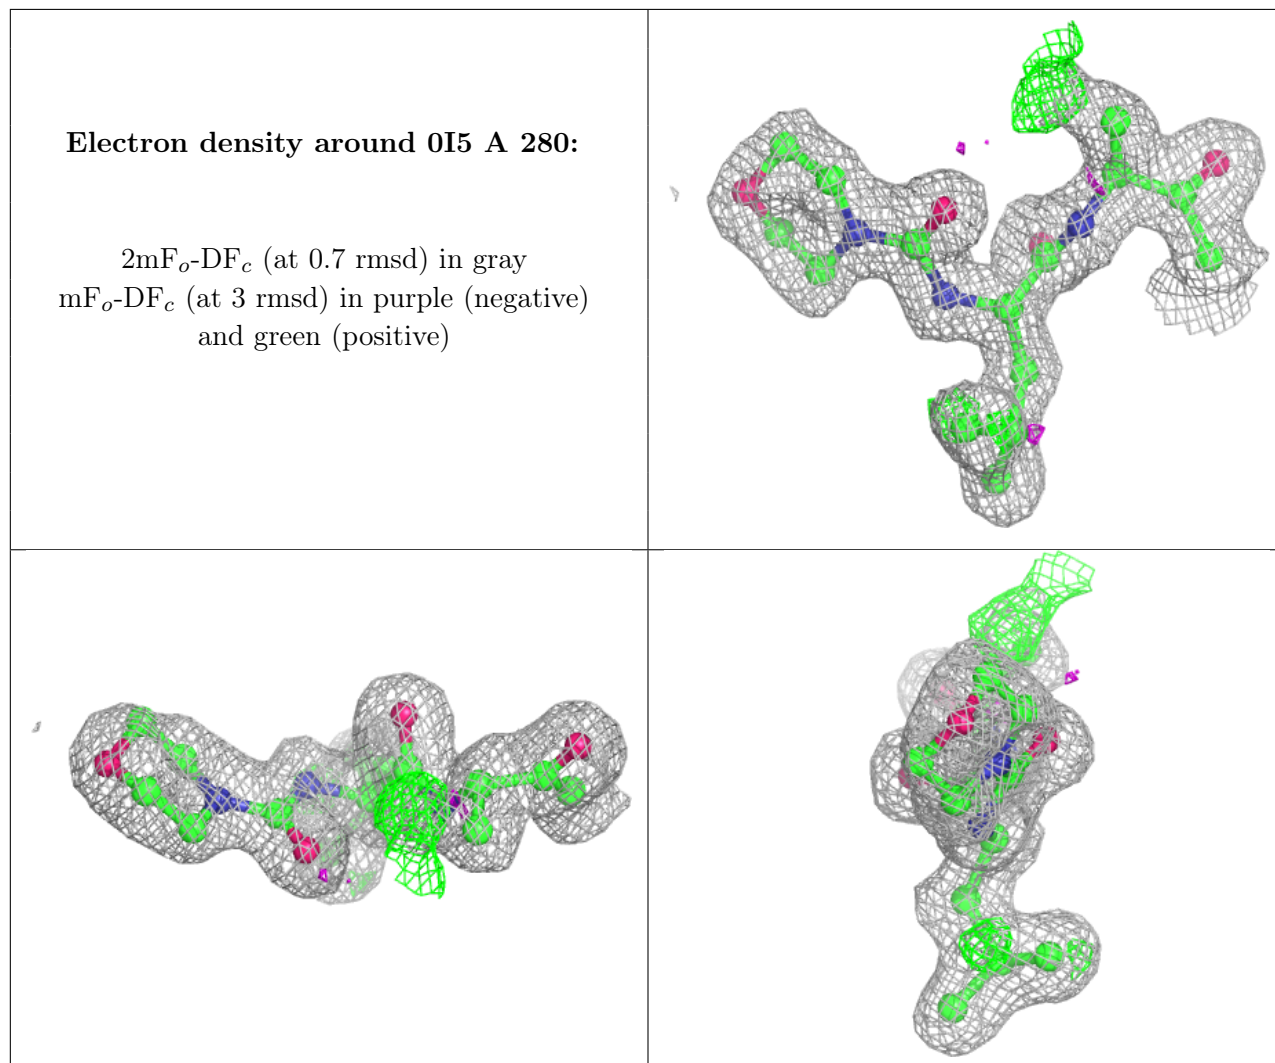 Electron density around 0I5 A 280:
2mFₒ-DF𝒸 (at 0.7 rmsd) in gray
mFₒ-DF𝒸 (at 3 rmsd) in purple (negative)
and green (positive)